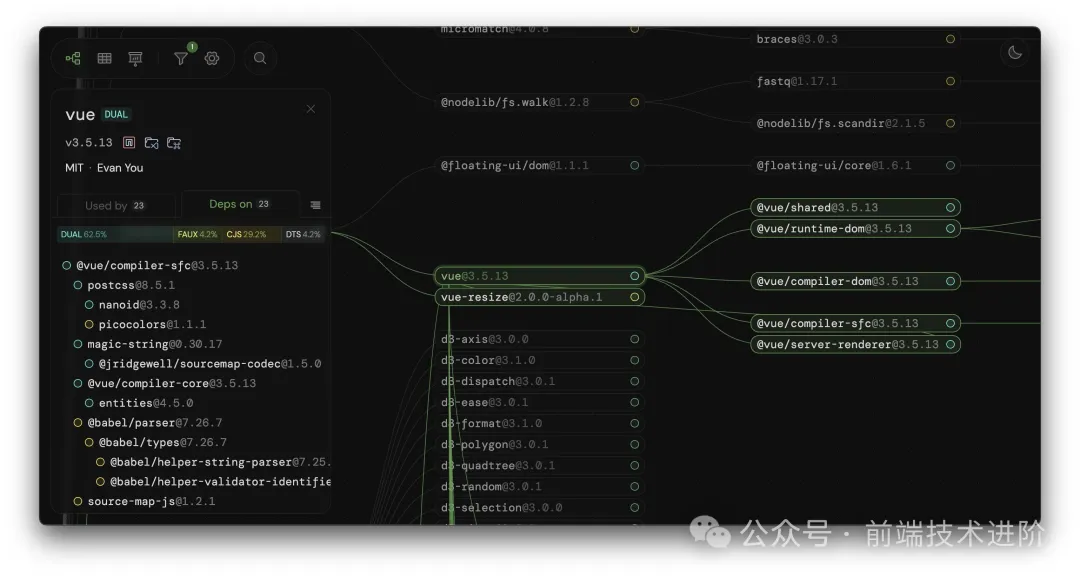 1
vue DUAL
v3.5.13
MIT · Evan You
Used by 23
Deps on 23
DUAL 62.5% FAUX 4.2% CJS 29.2% DTS 4.2%
@vue/compiler-sfc@3.5.13
postcss@8.5.1
nanoid@3.3.8
picocolors@1.1.1
magic-string@0.30.17
@jridgewell/sourcemap-codec@1.5.0
@vue/compiler-core@3.5.13
entities@4.5.0
@babel/parser@7.26.7
@babel/types@7.26.7
@babel/helper-string-parser@7.25.
@babel/helper-validator-identifie
source-map-js@1.2.1
micromatch@4.0.8
@nodelib/fs.walk@1.2.8
@floating-ui/dom@1.1.1
vue@3.5.13
vue-resize@2.0.0-alpha.1
d3-axis@3.0.0
d3-color@3.1.0
d3-dispatch@3.0.1
d3-ease@3.0.1
d3-format@3.1.0
d3-polygon@3.0.1
d3-quadtree@3.0.1
d3-random@3.0.1
d3-selection@3.0.0
braces@3.0.3
fastq@1.17.1
@nodelib/fs.scandir@2.1.5
@floating-ui/core@1.6.1
@vue/shared@3.5.13
@vue/runtime-dom@3.5.13
@vue/compiler-dom@3.5.13
@vue/compiler-sfc@3.5.13
@vue/server-renderer@3.5.13
公众号 · 前端技术进阶